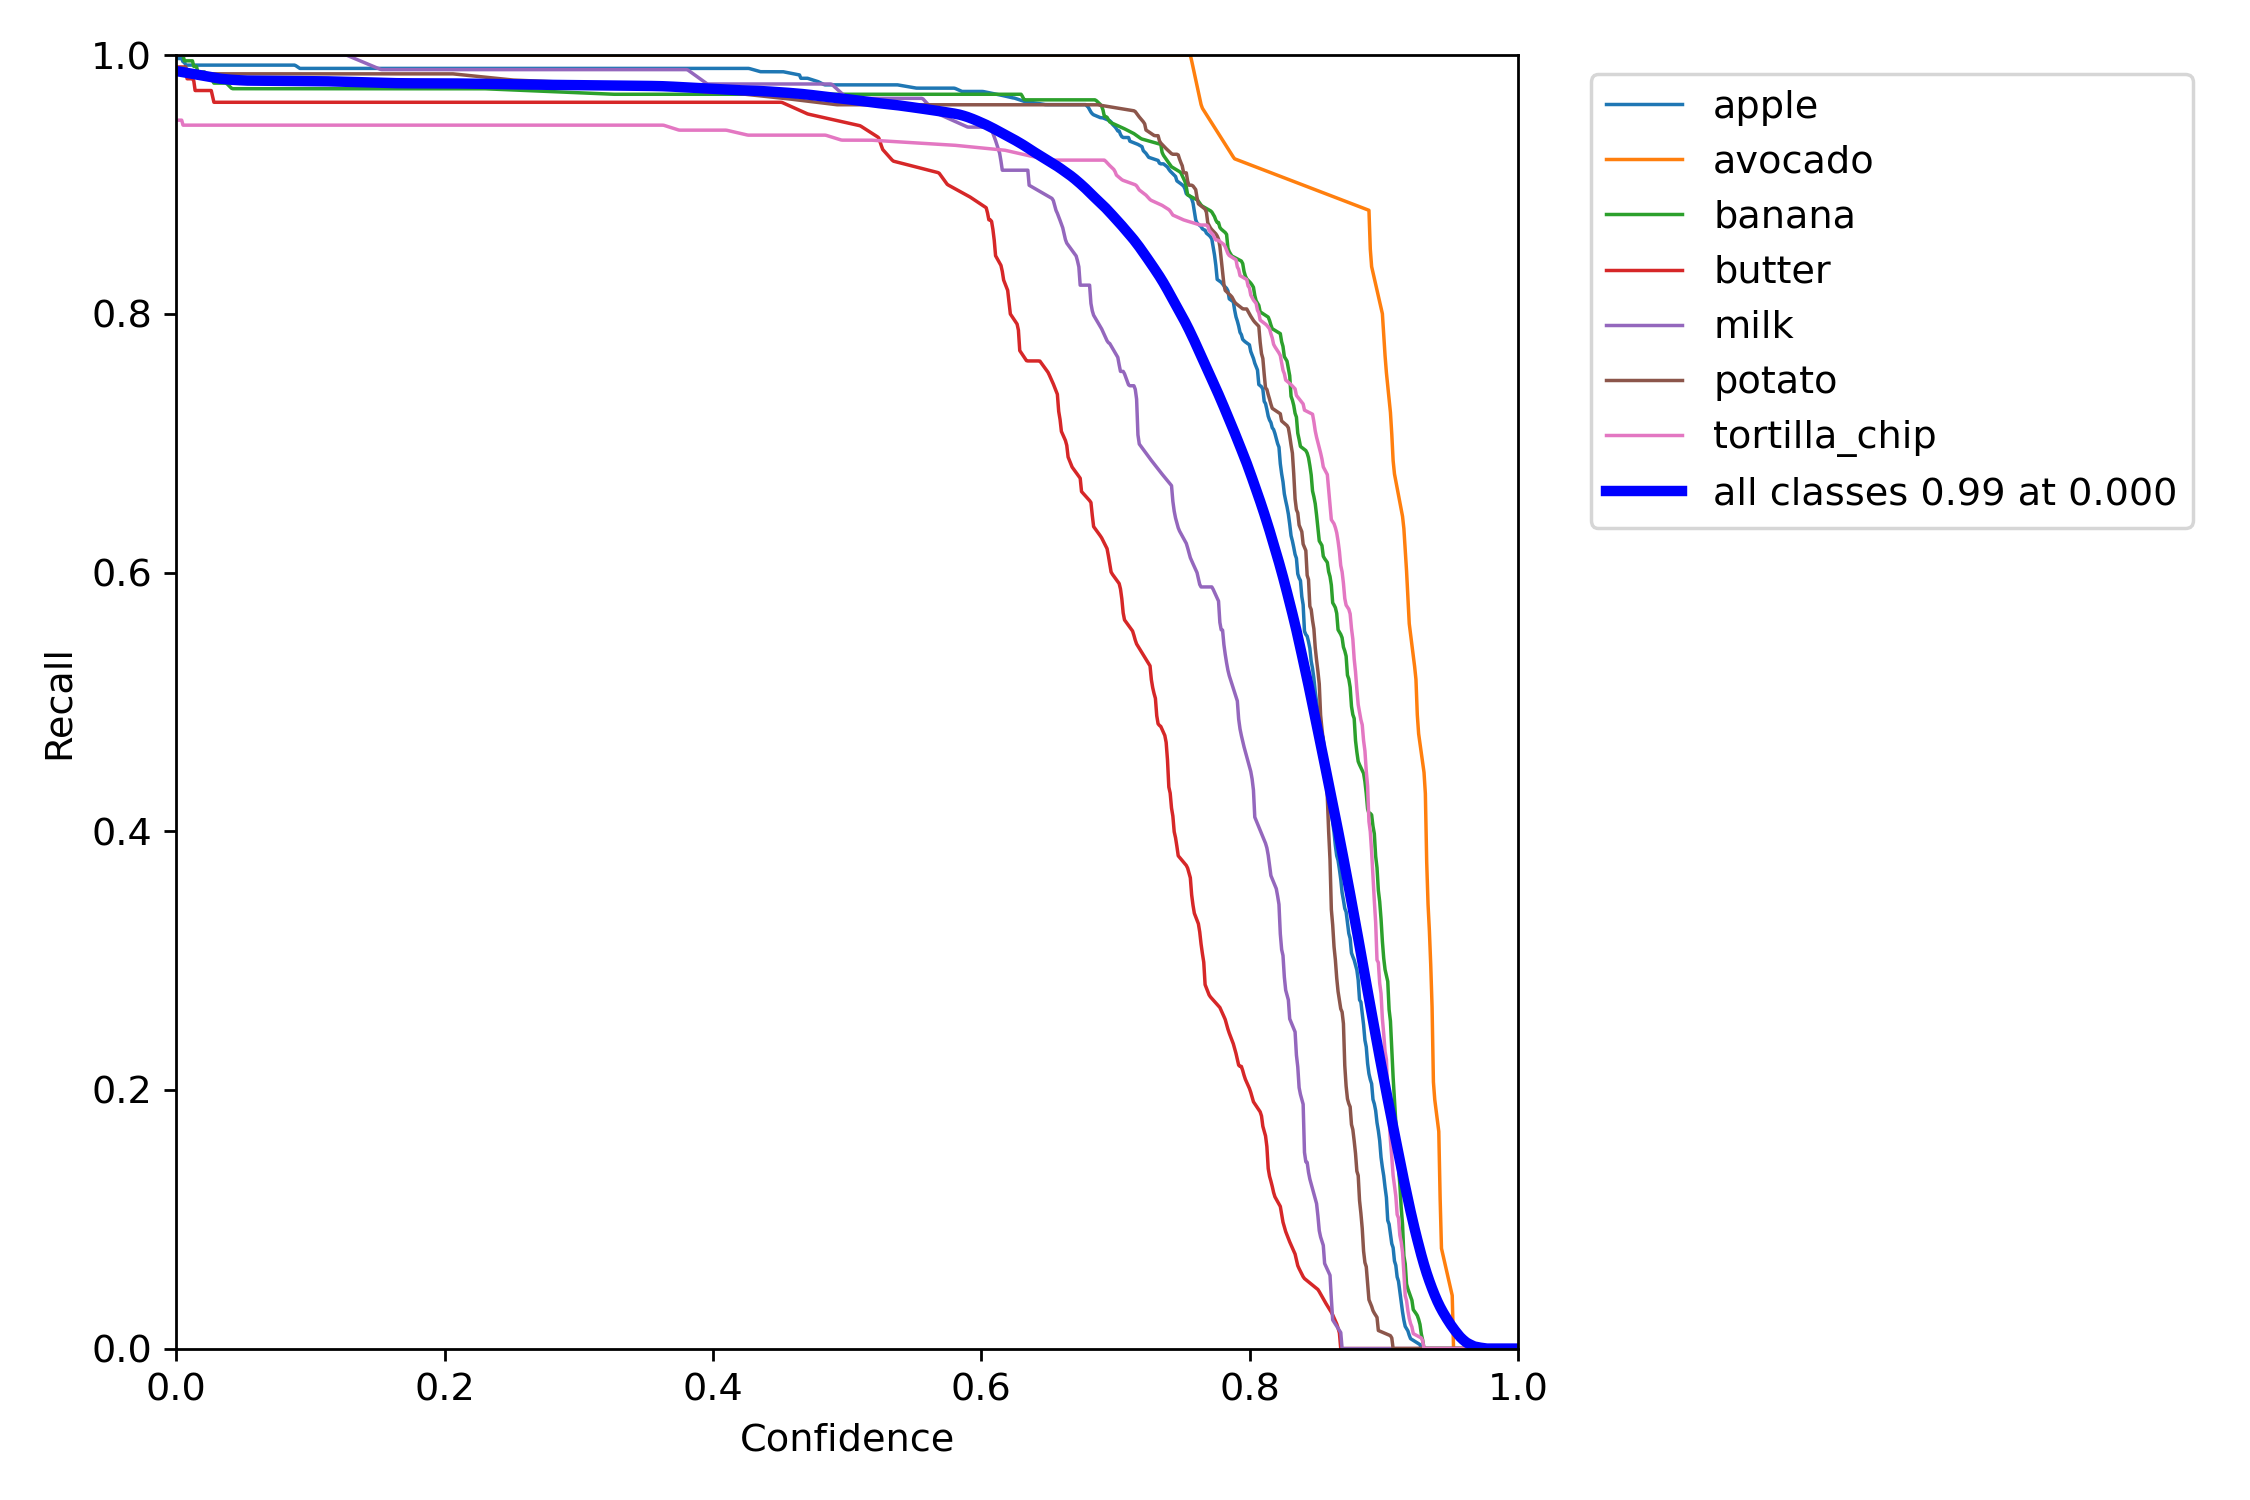 1.0
0.8
0.6
0.4
0.2
0.0
0.0 0.2 0.4 0.6 0.8 1.0
Recall
Confidence
apple
avocado
banana
butter
milk
potato
tortilla_chip
all classes 0.99 at 0.000